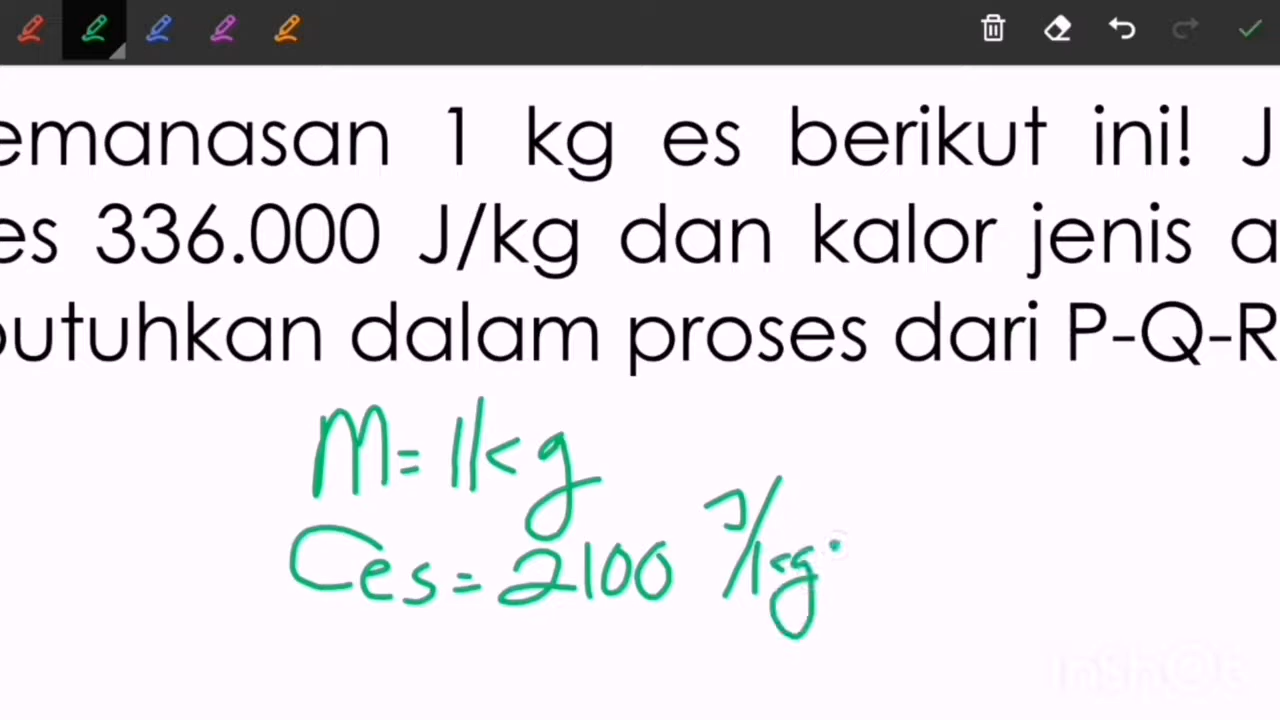 emanasan 1 kg es berikut ini! J
es 336.000 J/kg dan kalor jenis a
butuhkan dalam proses dari P-Q-R
M = 1kg
Ces = 2100 J/kg°